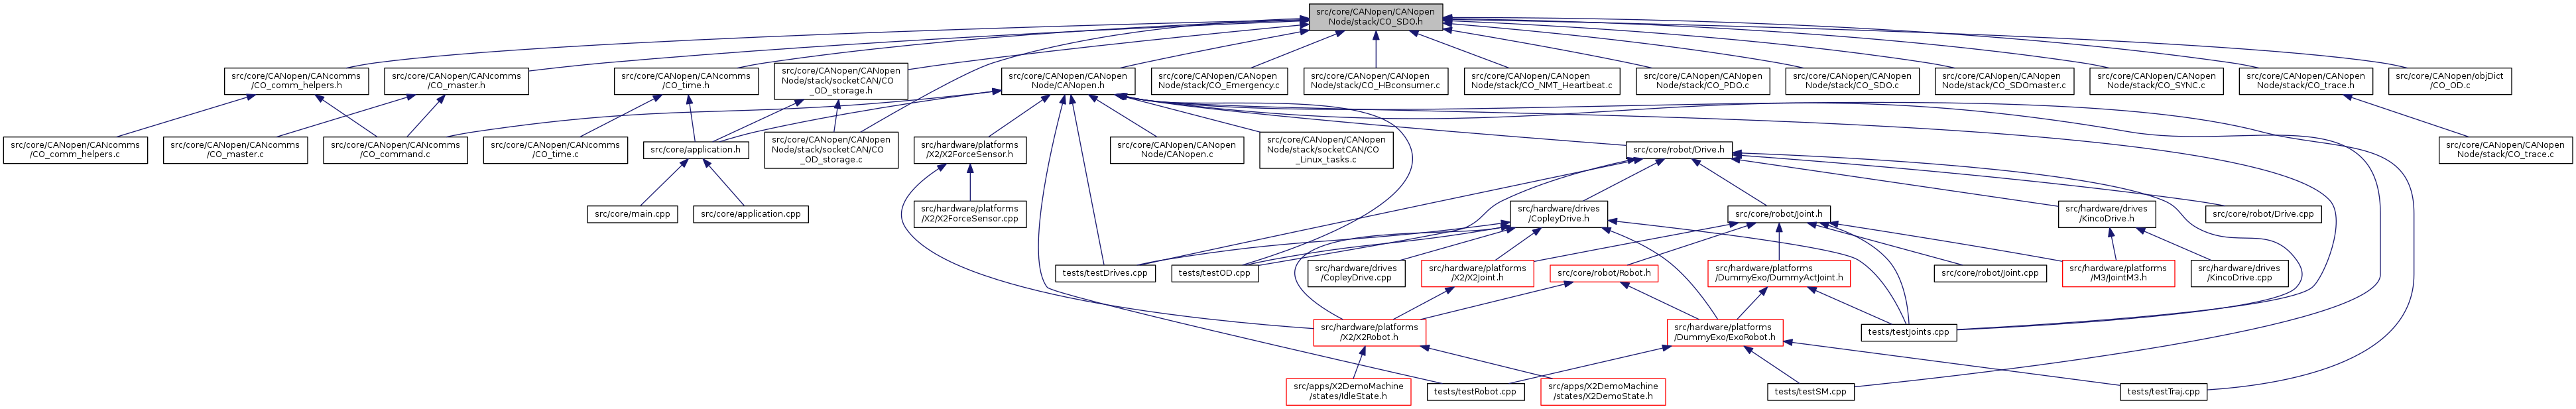 src/core/CANopen/CANopen
Node/stack/CO_SDO.h
src/core/CANopen/CANcomms
/CO_comm_helpers.h
src/core/CANopen/CANcomms
/CO_master.h
src/core/CANopen/CANcomms
/CO_time.h
src/core/CANopen/CANopen
Node/stack/socketCAN/CO
_OD_storage.h
src/core/CANopen/CANopen
Node/CANopen.h
src/core/CANopen/CANopen
Node/stack/CO_Emergency.c
src/core/CANopen/CANopen
Node/stack/CO_HBconsumer.c
src/core/CANopen/CANopen
Node/stack/CO_NMT_Heartbeat.c
src/core/CANopen/CANopen
Node/stack/CO_PDO.c
src/core/CANopen/CANopen
Node/stack/CO_SDO.c
src/core/CANopen/CANopen
Node/stack/CO_SDOmaster.c
src/core/CANopen/CANopen
Node/stack/CO_SYNC.c
src/core/CANopen/CANopen
Node/stack/CO_trace.h
src/core/CANopen/objDict
/CO_OD.c
src/core/CANopen/CANcomms
/CO_comm_helpers.c
src/core/CANopen/CANcomms
/CO_master.c
src/core/CANopen/CANcomms
/CO_command.c
src/core/CANopen/CANcomms
/CO_time.c
src/core/application.h
src/core/CANopen/CANopen
Node/stack/socketCAN/CO
_OD_storage.c
src/hardware/platforms
/X2/X2ForceSensor.h
src/core/CANopen/CANopen
Node/CANopen.c
src/core/CANopen/CANopen
Node/stack/socketCAN/CO
_Linux_tasks.c
src/core/robot/Drive.h
src/core/CANopen/CANopen
Node/stack/CO_trace.c
src/core/main.cpp
src/core/application.cpp
src/hardware/platforms
/X2/X2ForceSensor.cpp
src/hardware/drives
/CopleyDrive.h
src/core/robot/Joint.h
src/hardware/drives
/KincoDrive.h
src/core/robot/Drive.cpp
tests/testDrives.cpp
tests/testOD.cpp
src/hardware/drives
/CopleyDrive.cpp
src/hardware/platforms
/X2/X2Joint.h
src/core/robot/Robot.h
src/hardware/platforms
/DummyExo/DummyActJoint.h
src/core/robot/Joint.cpp
src/hardware/platforms
/M3/JointM3.h
src/hardware/drives
/KincoDrive.cpp
src/hardware/platforms
/X2/X2Robot.h
src/hardware/platforms
/DummyExo/ExoRobot.h
tests/testJoints.cpp
src/apps/X2DemoMachine
/states/IdleState.h
tests/testRobot.cpp
src/apps/X2DemoMachine
/states/X2DemoState.h
tests/testSM.cpp
tests/testTraj.cpp